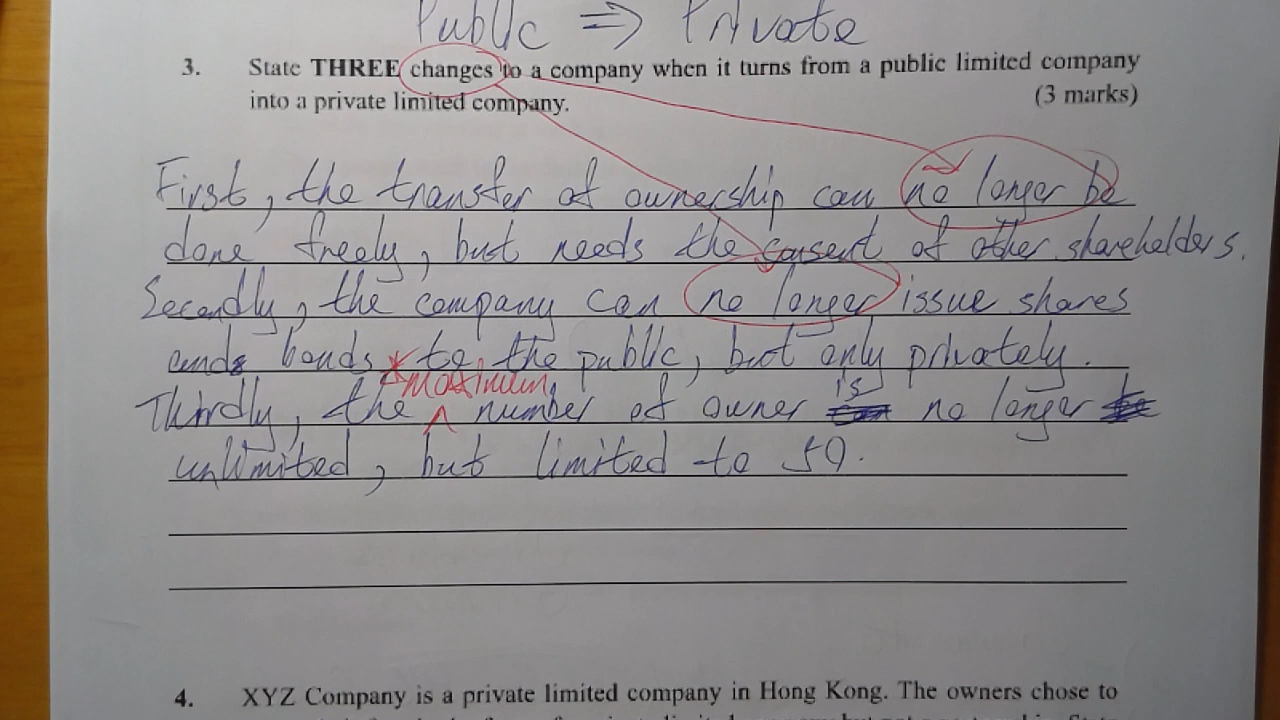 Public ⇒ Private
3. State THREE changes to a company when it turns from a public limited company
into a private limited company. (3 marks)
First, the transfer of ownership can no longer be
done freely, but needs the consent of other shareholders.
Secondly, the company can no longer issue shares
and bonds to the public, but only privately.
maximum
Thirdly, the number of owner is no longer
unlimited, but limited to 50.
4. XYZ Company is a private limited company in Hong Kong. The owners chose to